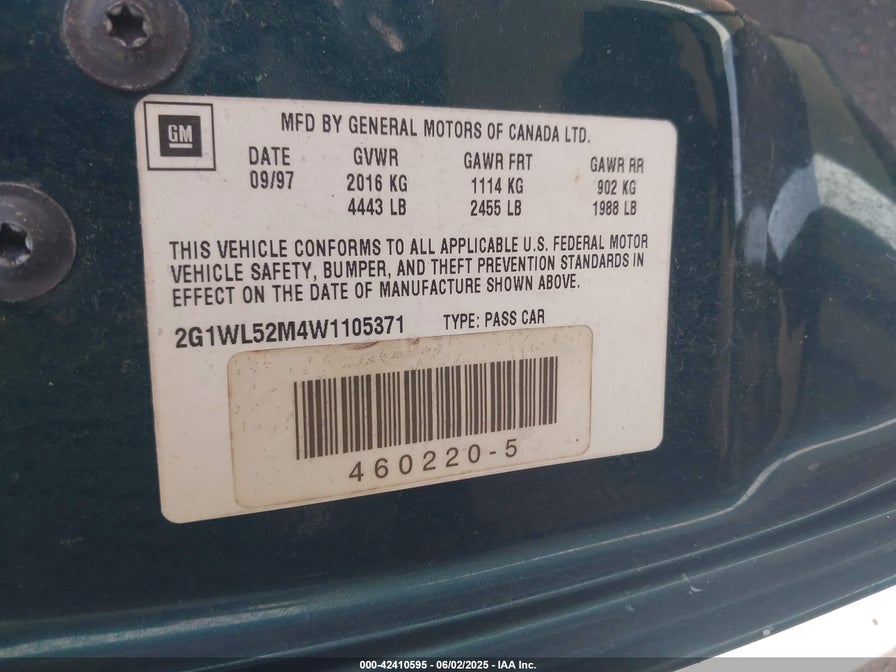 GM
MFD BY GENERAL MOTORS OF CANADA LTD.
DATE GVWR GAWR FRT GAWR RR
09/97 2016 KG 1114 KG 902 KG
4443 LB 2455 LB 1988 LB
THIS VEHICLE CONFORMS TO ALL APPLICABLE U.S. FEDERAL MOTOR
VEHICLE SAFETY, BUMPER, AND THEFT PREVENTION STANDARDS IN
EFFECT ON THE DATE OF MANUFACTURE SHOWN ABOVE.
2G1WL52M4W1105371 TYPE: PASS CAR
460220-5
000-42410595 - 06/02/2025 - IAA Inc.